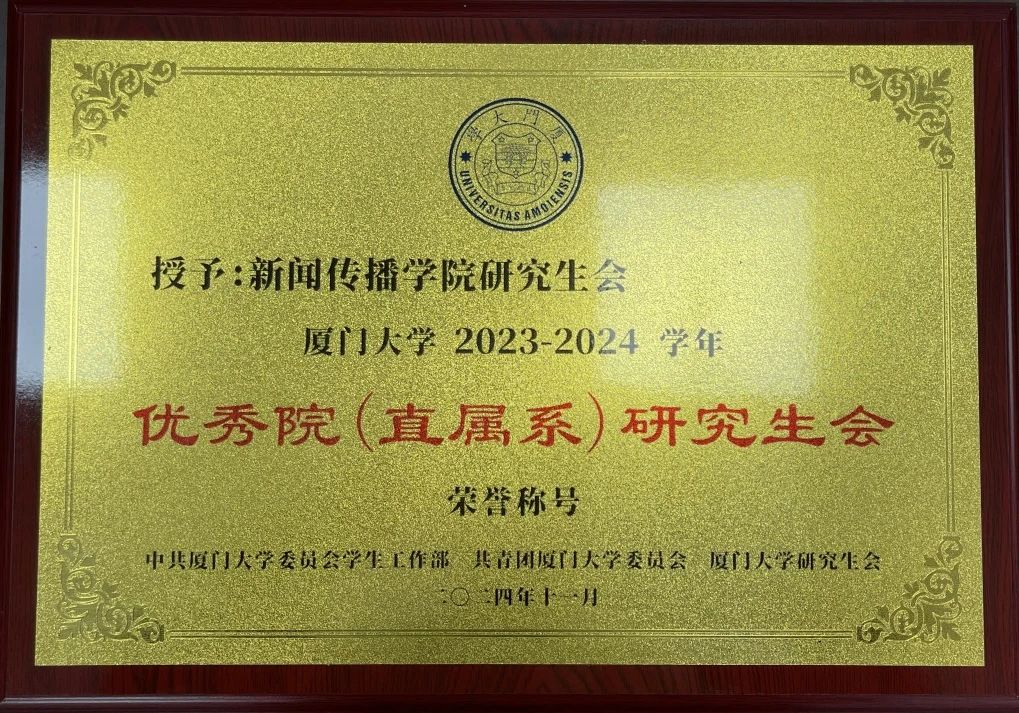 廈門大學
UNIVERSITAS AMOIENSIS
授予:新闻传播学院研究生会
厦门大学 2023-2024 学年
优秀院(直属系)研究生会
荣誉称号
中共厦门大学委员会学生工作部 共青团厦门大学委员会 厦门大学研究生会
二〇二四年十一月